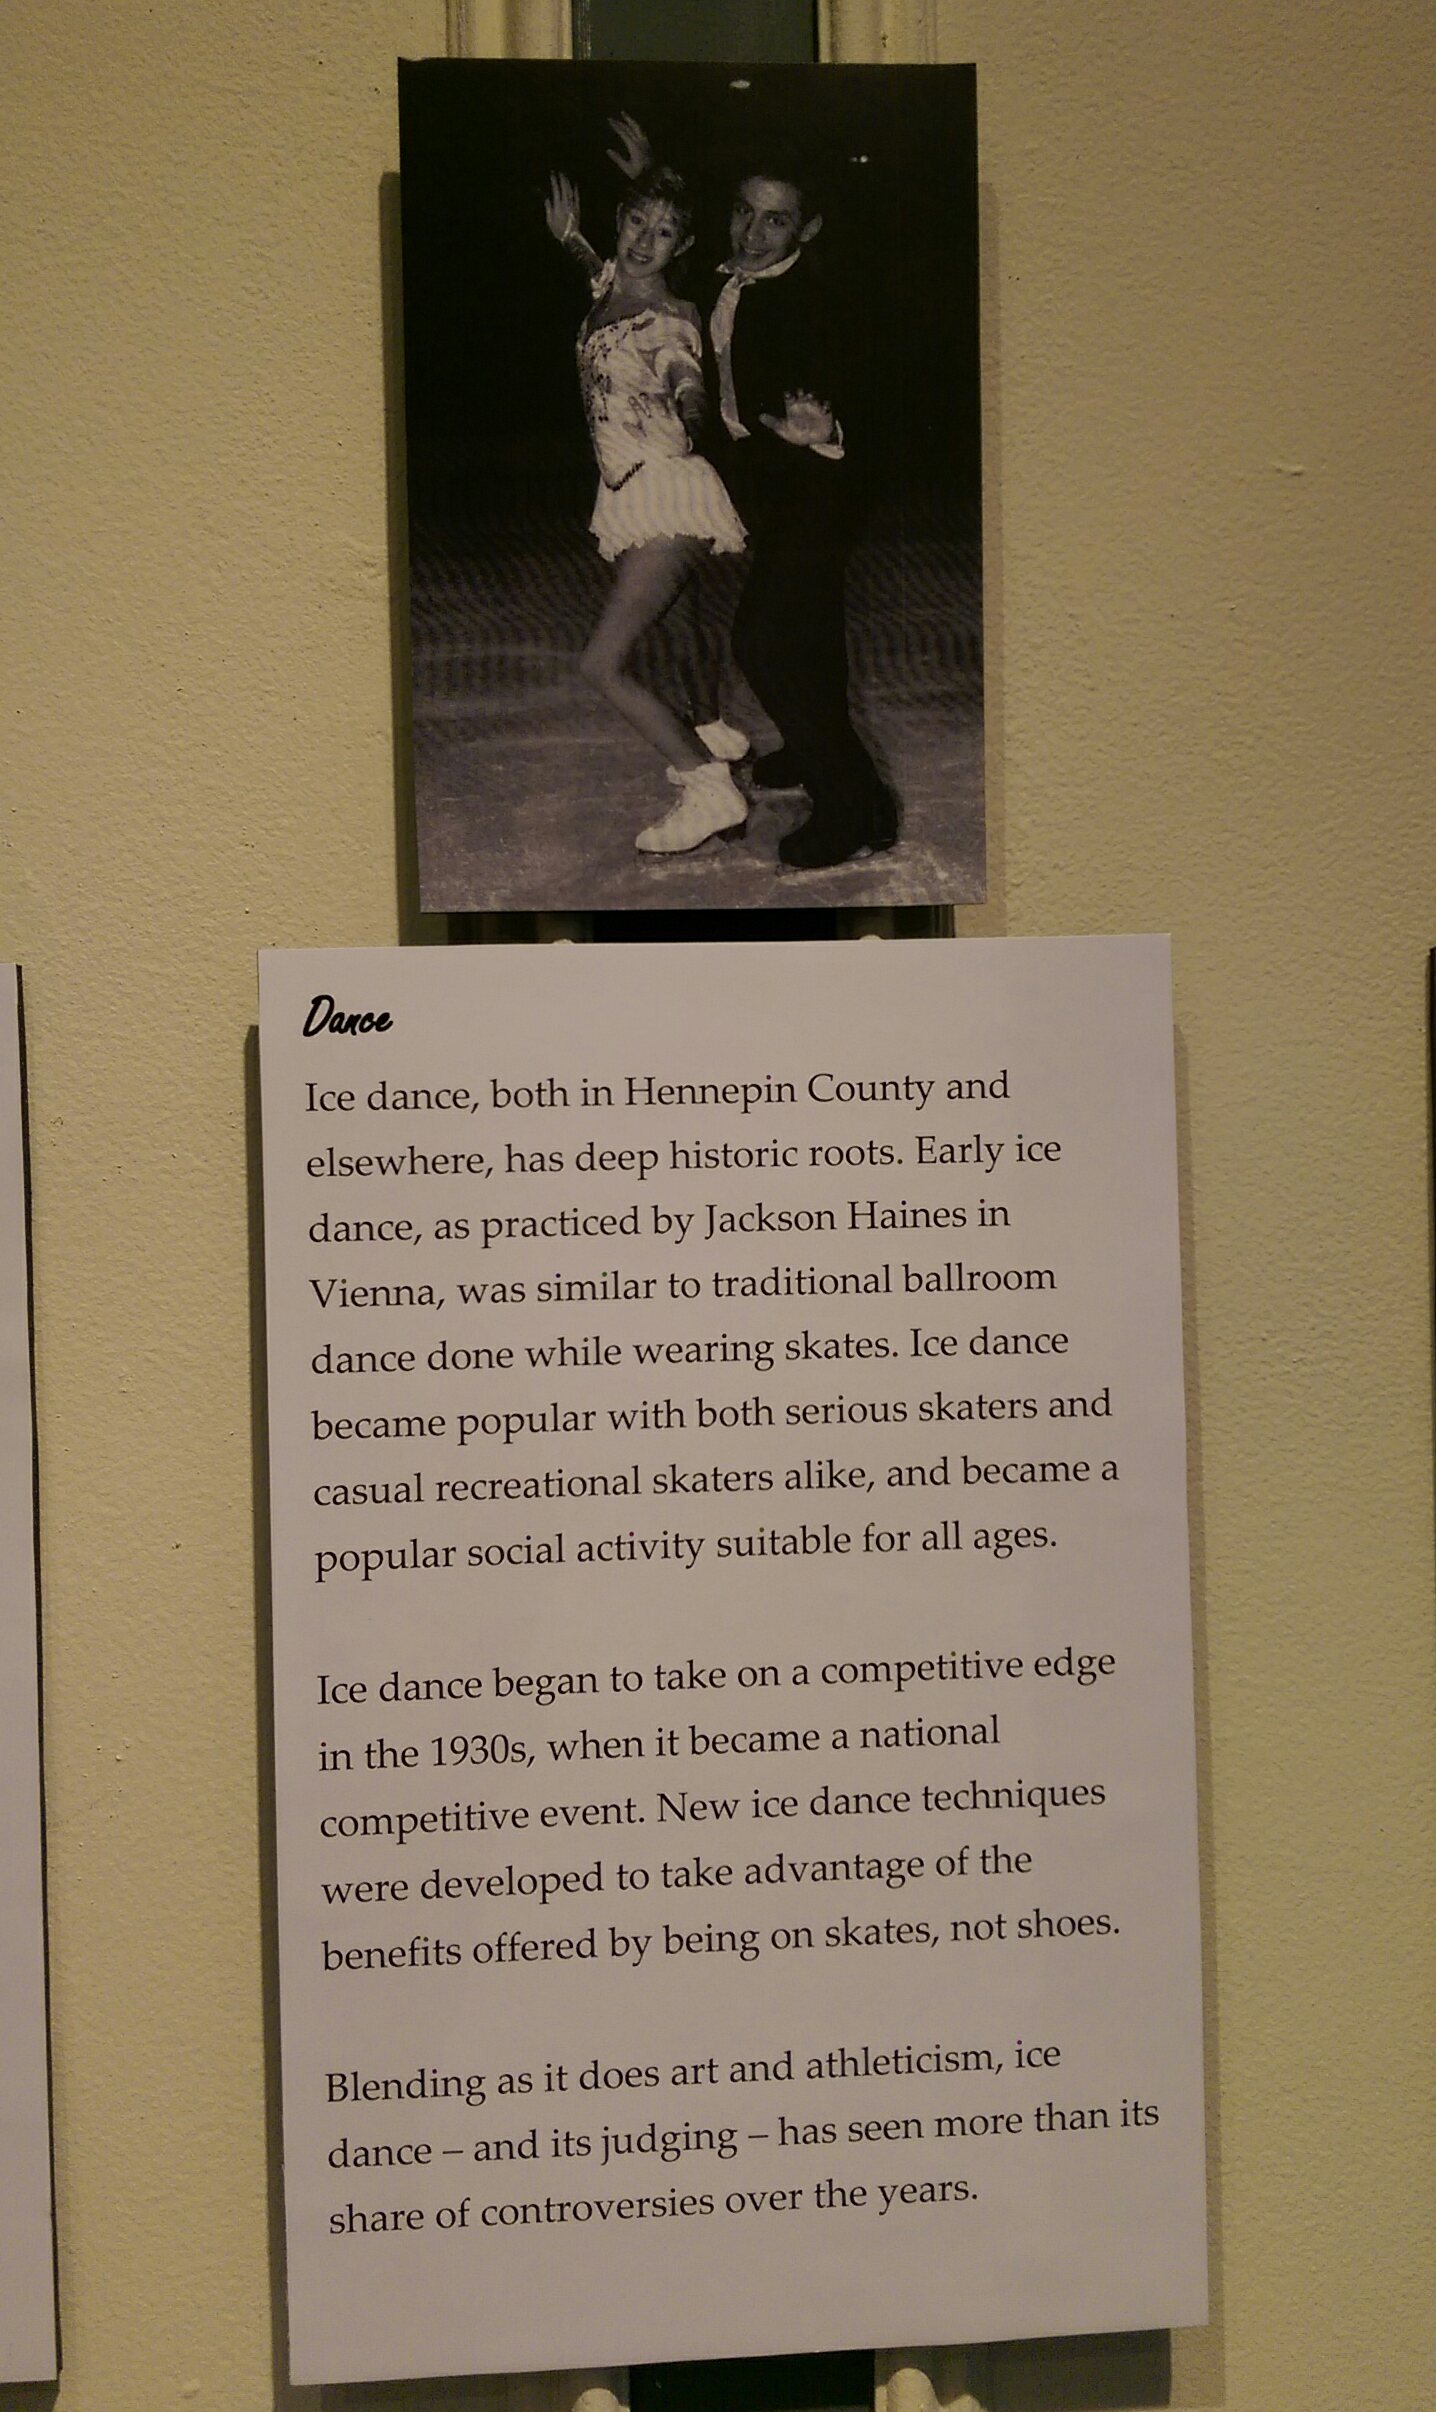 Dance
Ice dance, both in Hennepin County and
elsewhere, has deep historic roots. Early ice
dance, as practiced by Jackson Haines in
Vienna, was similar to traditional ballroom
dance done while wearing skates. Ice dance
became popular with both serious skaters and
casual recreational skaters alike, and became a
popular social activity suitable for all ages.
Ice dance began to take on a competitive edge
in the 1930s, when it became a national
competitive event. New ice dance techniques
were developed to take advantage of the
benefits offered by being on skates, not shoes.
Blending as it does art and athleticism, ice
dance – and its judging – has seen more than its
share of controversies over the years.